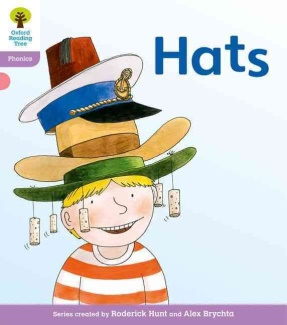 Oxford
Reading
Tree
Phonics
Hats
Series created by Roderick Hunt and Alex Brychta